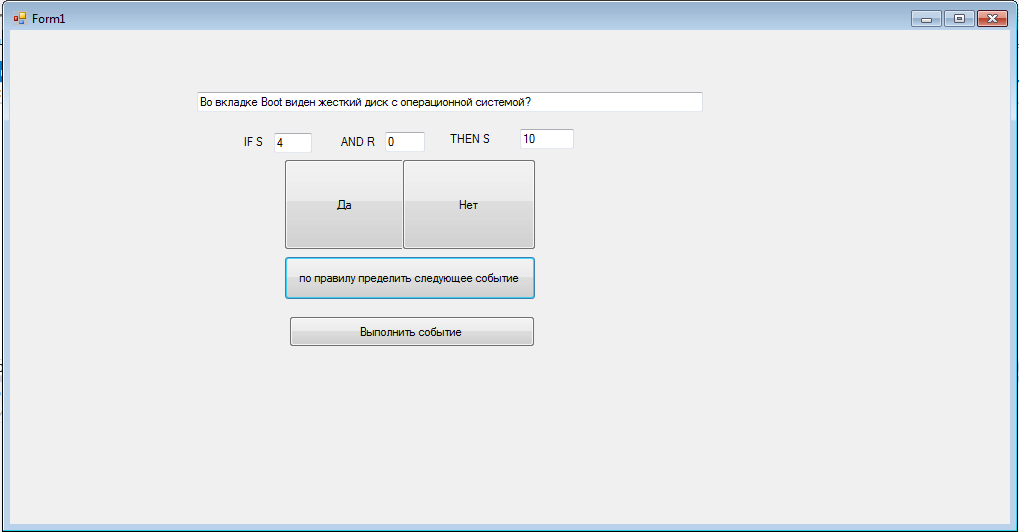 Form1
Во вкладке Boot виден жесткий диск с операционной системой?
IF S 4 AND R 0 THEN S 10
Да Нет
по правилу пределить следующее событие
Выполнить событие